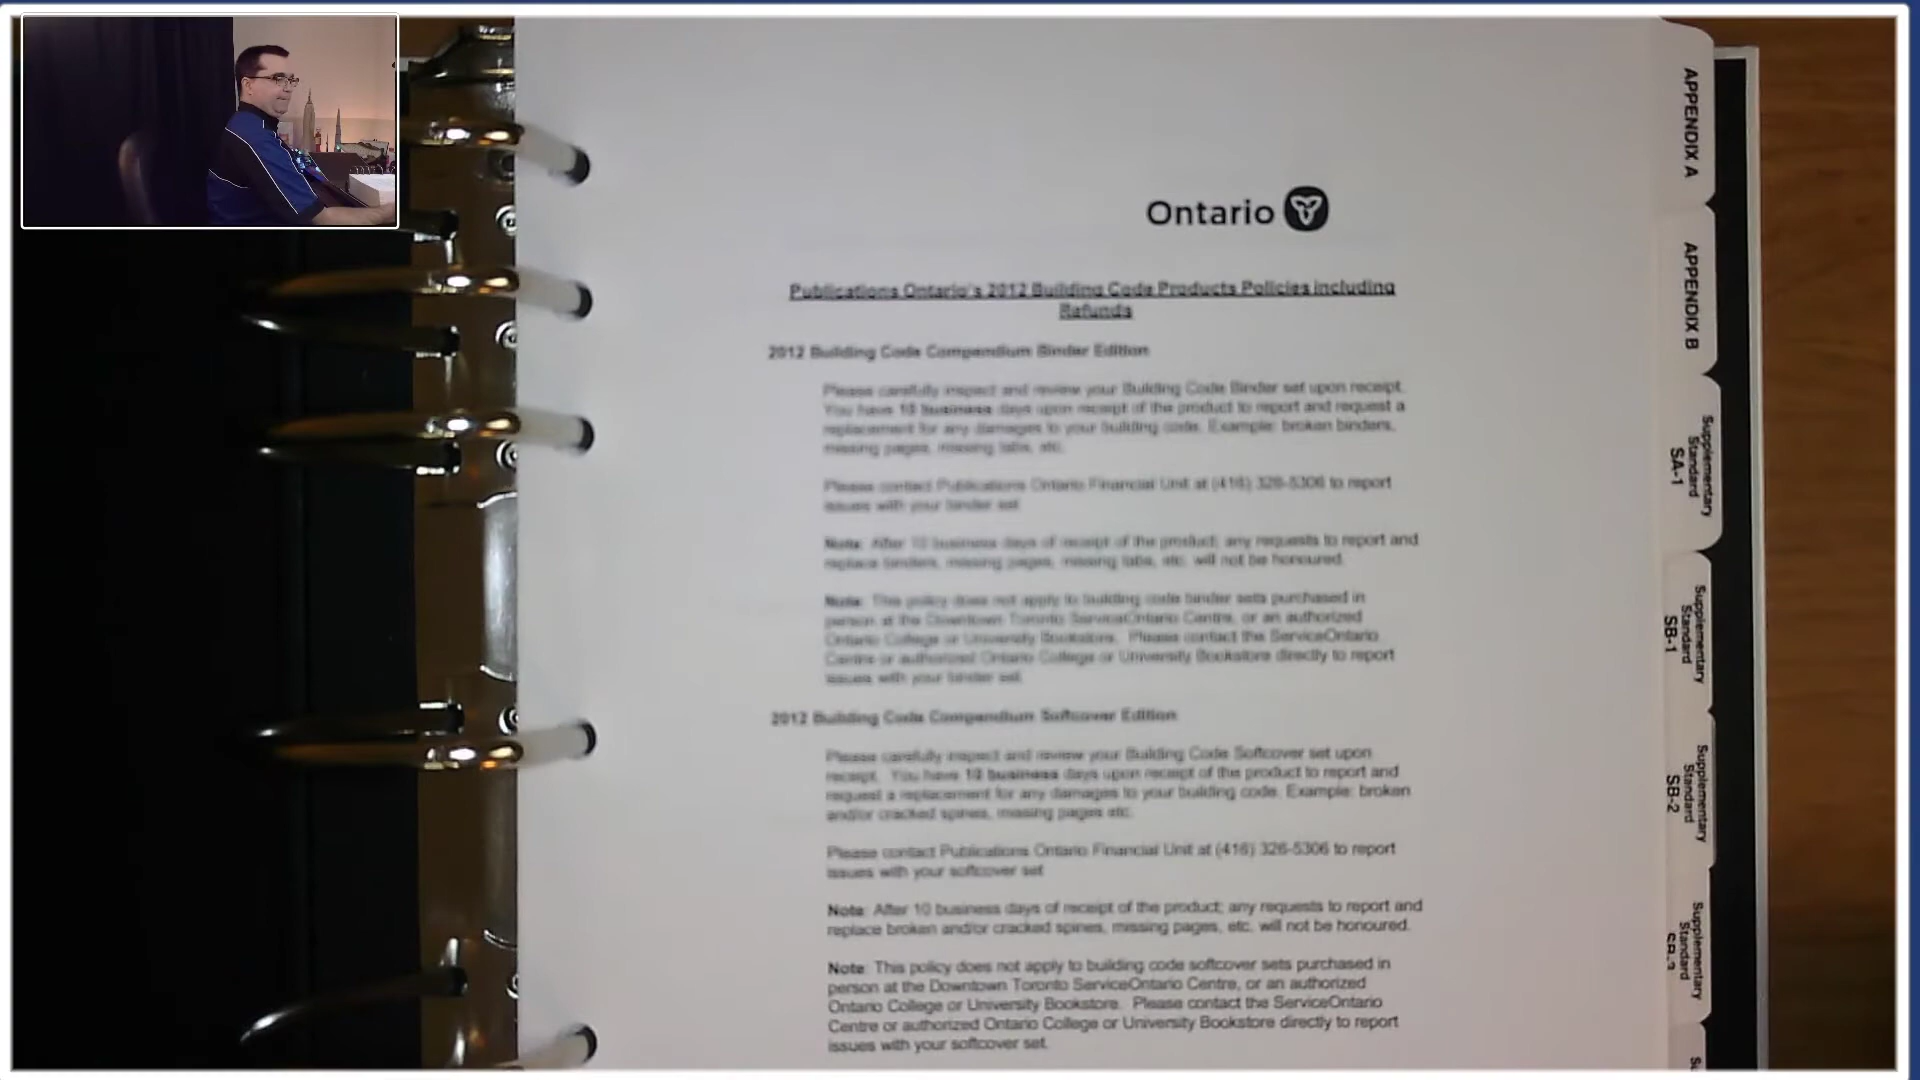 Ontario
Publications Ontario's 2012 Building Code Products Policies including
Refunds
2012 Building Code Compendium Binder Edition
Please carefully inspect and review your Building Code Binder set upon receipt.
You have 10 business days upon receipt of the product to report and request a
replacement for any damages to your building code. Example: broken binders,
missing pages, missing tabs, etc.
Please contact Publications Ontario Financial Unit at (416) 326-5306 to report
issues with your binder set
Note: After 10 business days of receipt of the product; any requests to report and
replace binders, missing pages, missing tabs, etc. will not be honoured.
Note: This policy does not apply to building code binder sets purchased in
person at the Downtown Toronto ServiceOntario Centre, or an authorized
Ontario College or University Bookstore. Please contact the ServiceOntario
Centre or authorized Ontario College or University Bookstore directly to report
issues with your binder set.
2012 Building Code Compendium Softcover Edition
Please carefully inspect and review your Building Code Softcover set upon
receipt. You have 10 business days upon receipt of the product to report and
request a replacement for any damages to your building code. Example: broken
and/or cracked spines, missing pages etc.
Please contact Publications Ontario Financial Unit at (416) 326-5306 to report
issues with your softcover set
Note: After 10 business days of receipt of the product; any requests to report and
replace broken and/or cracked spines, missing pages, etc. will not be honoured.
Note: This policy does not apply to building code softcover sets purchased in
person at the Downtown Toronto ServiceOntario Centre, or an authorized
Ontario College or University Bookstore. Please contact the ServiceOntario
Centre or authorized Ontario College or University Bookstore directly to report
issues with your softcover set.
APPENDIX A
APPENDIX B
Supplementary
Standard
SA-1
Supplementary
Standard
SB-1
Supplementary
Standard
SB-2
Supplementary
Standard
SB-3